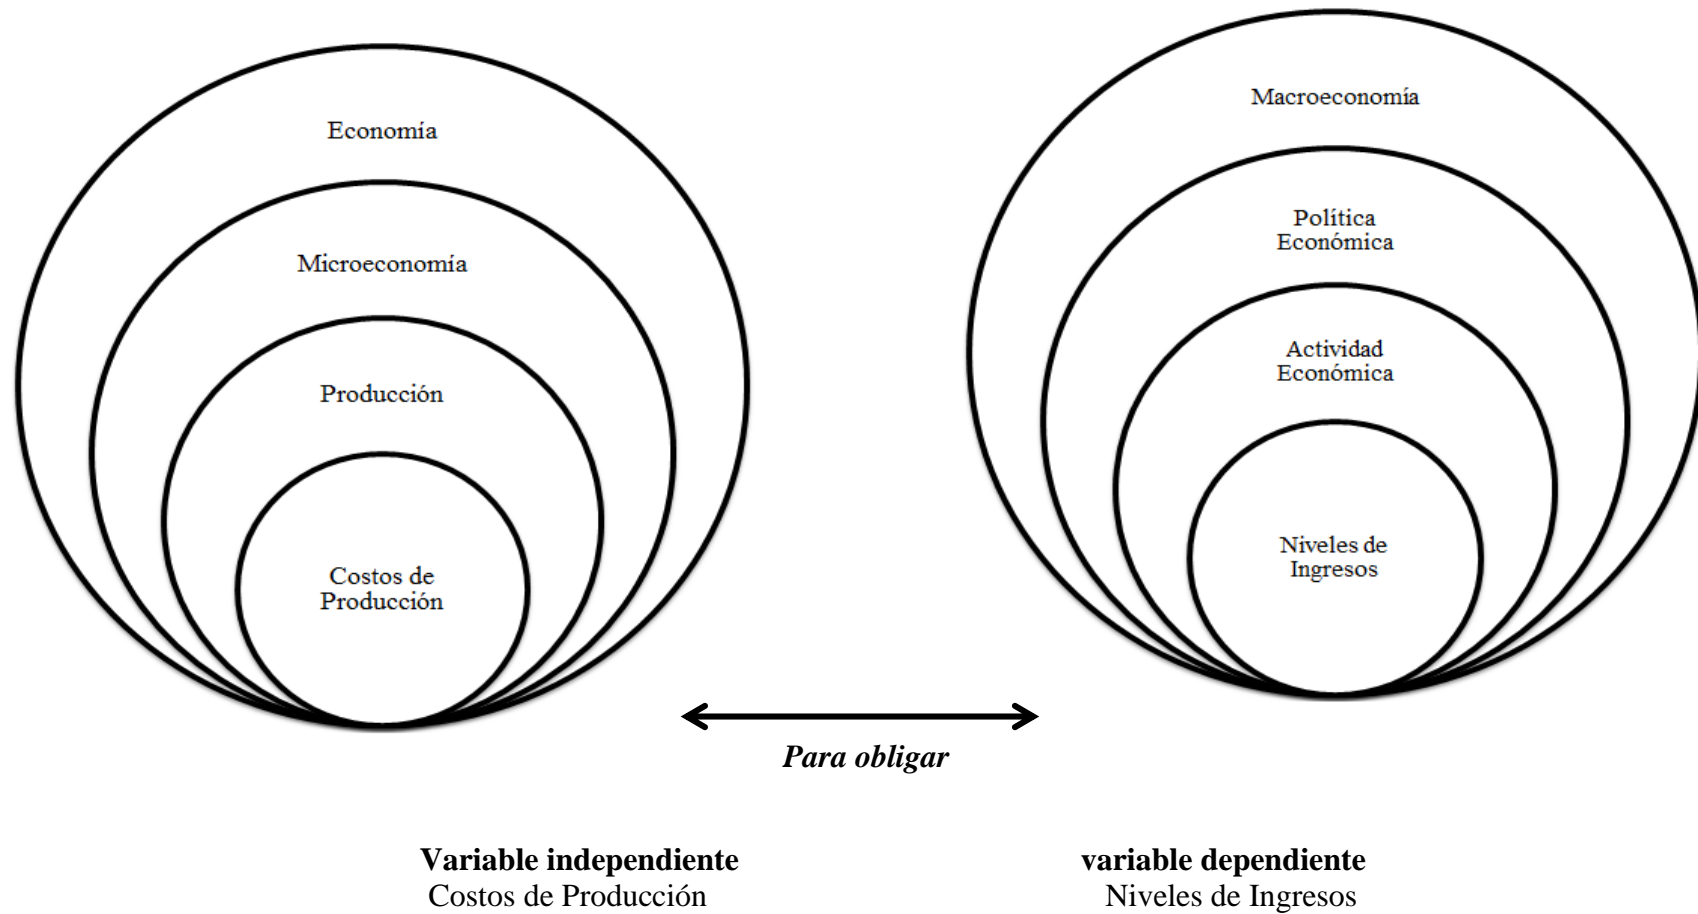 Economía
Microeconomía
Producción
Costos de
Producción
Macroeconomía
Política
Económica
Actividad
Económica
Niveles de
Ingresos
Para obligar
Variable independiente
Costos de Producción
variable dependiente
Niveles de Ingresos